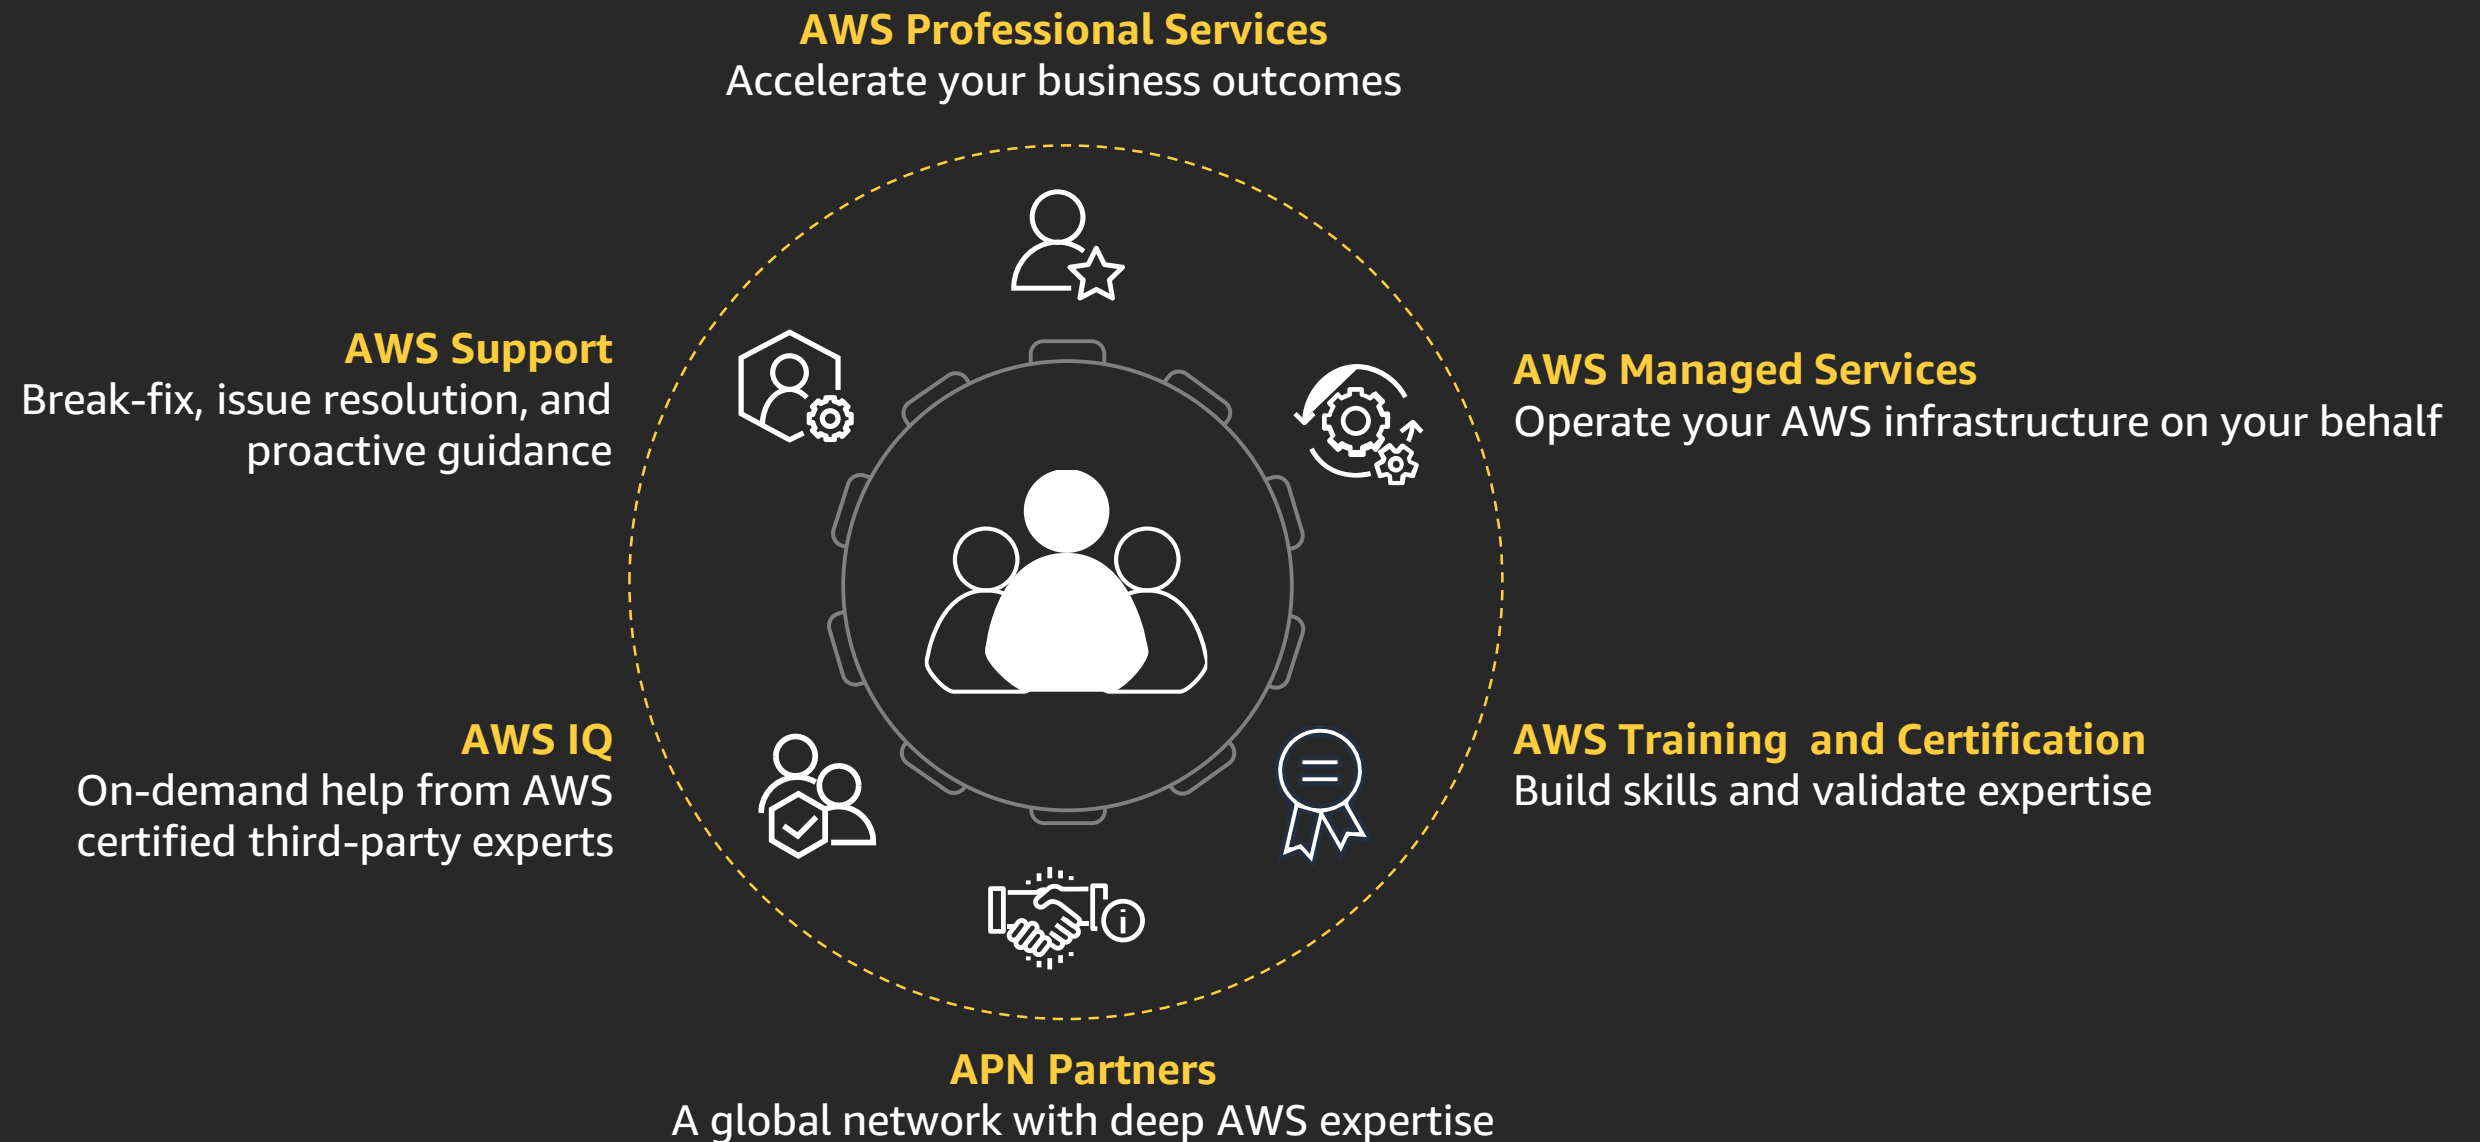 AWS Professional Services
Accelerate your business outcomes
AWS Support
Break-fix, issue resolution, and
proactive guidance
AWS Managed Services
Operate your AWS infrastructure on your behalf
AWS IQ
On-demand help from AWS
certified third-party experts
AWS Training  and Certification
Build skills and validate expertise
i
APN Partners
A global network with deep AWS expertise